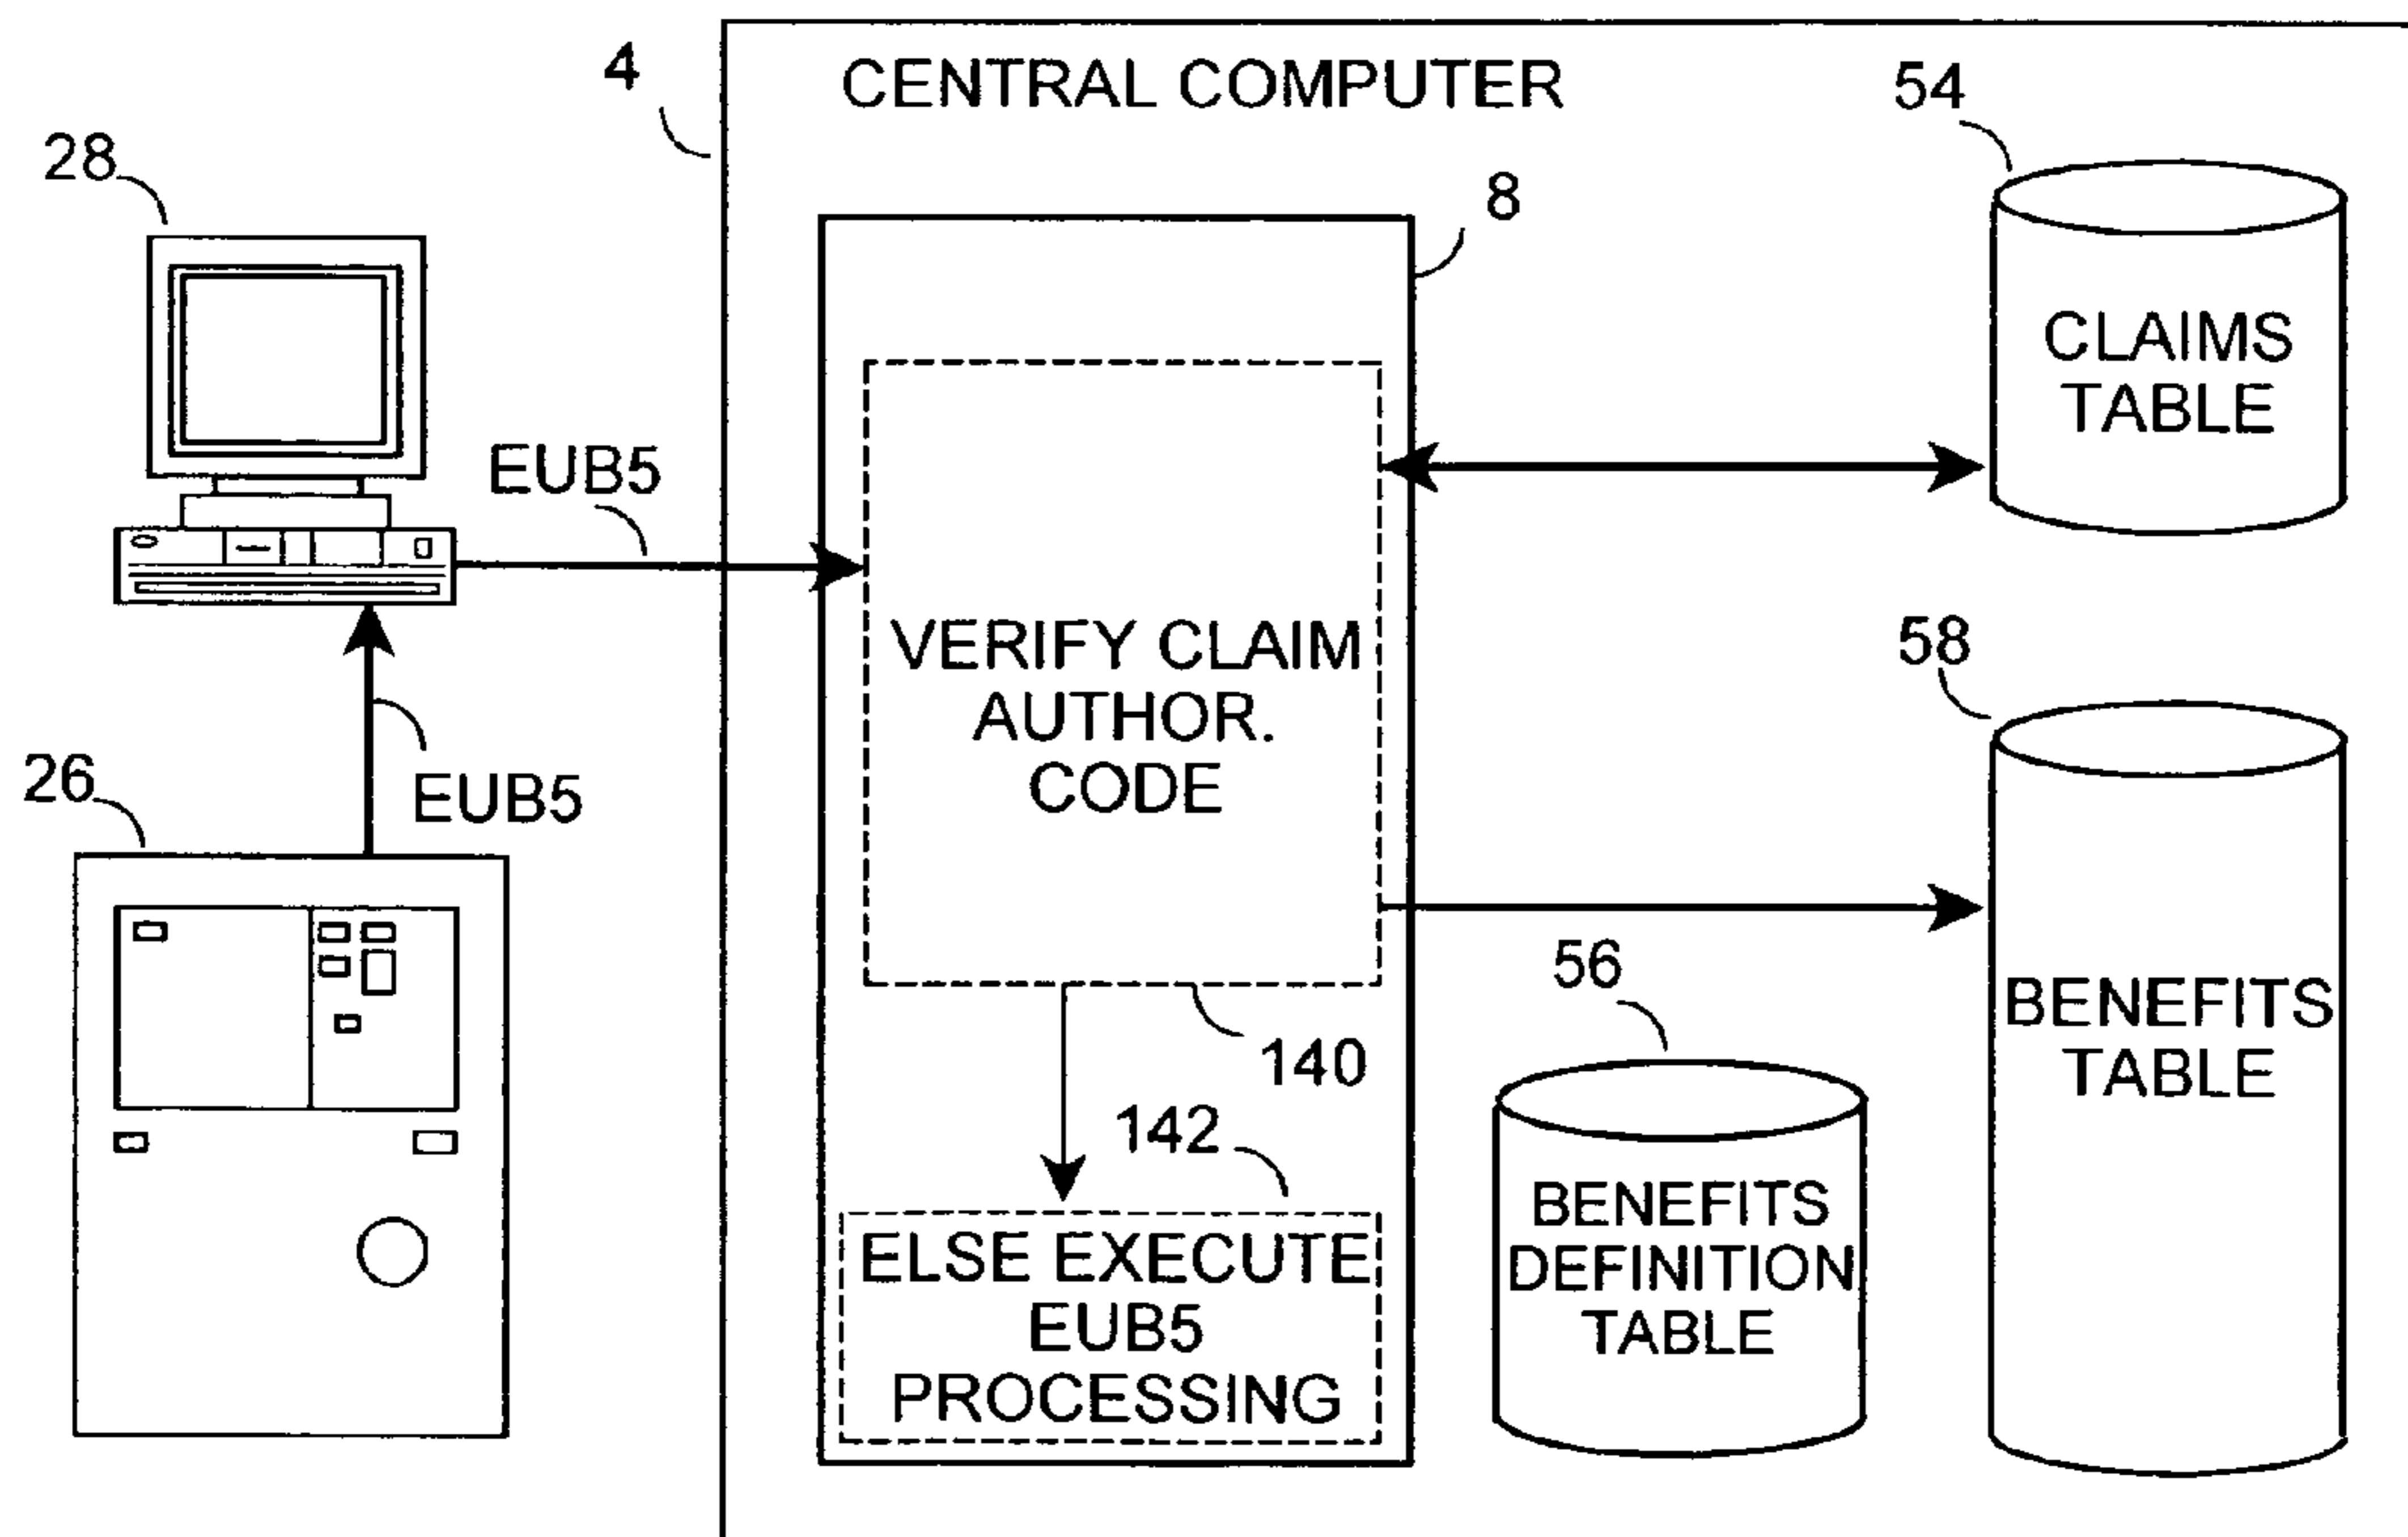 4
CENTRAL COMPUTER
54
28
8
CLAIMS
TABLE
EUB5
VERIFY CLAIM
AUTHOR.
CODE
58
26
EUB5
56
BENEFITS
TABLE
140
142
BENEFITS
DEFINITION
TABLE
ELSE EXECUTE
EUB5
PROCESSING